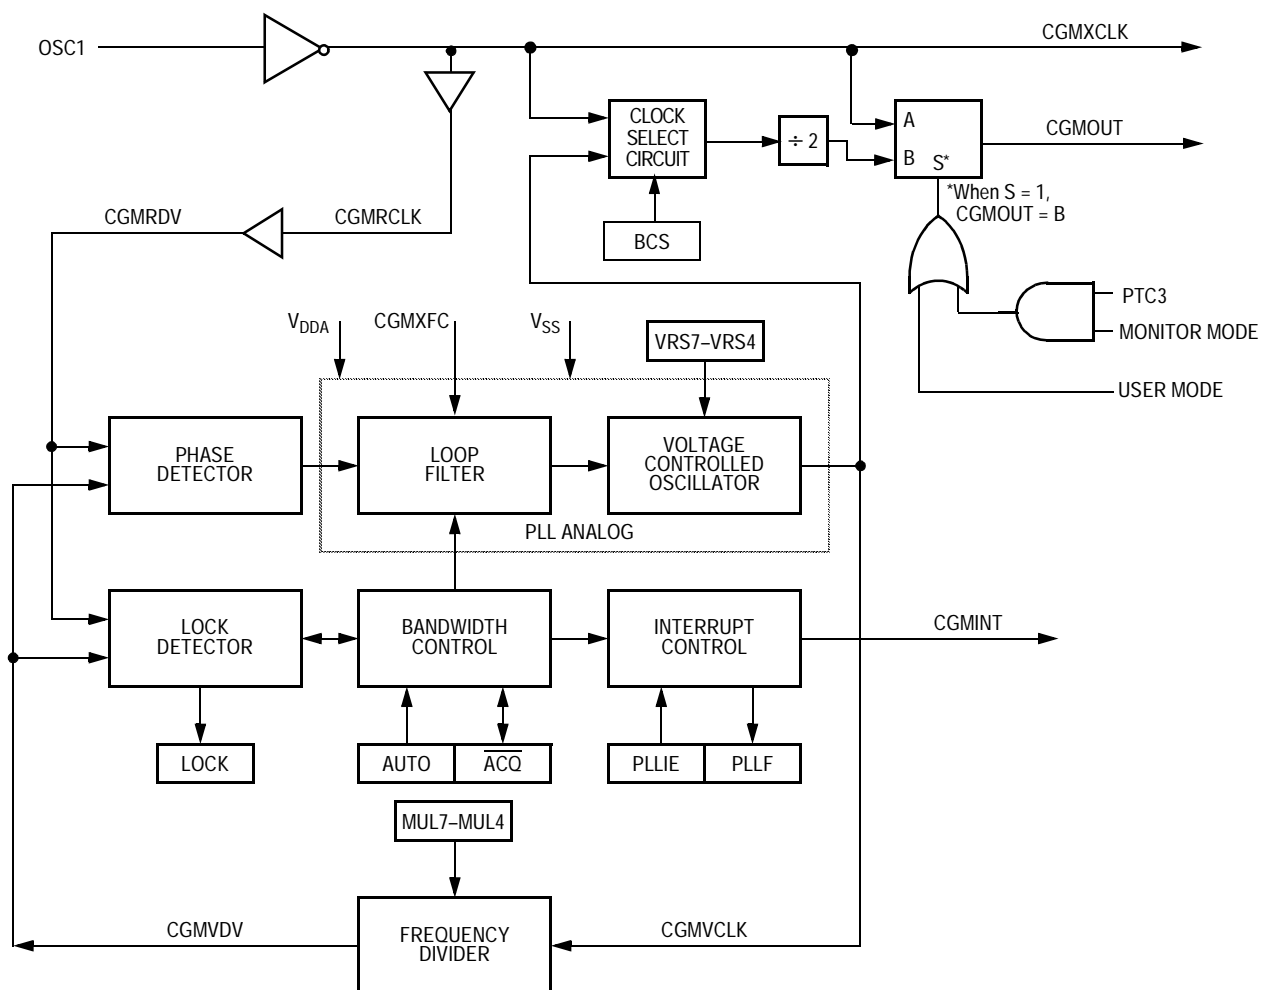 OSC1
CGMXCLK
CLOCK
SELECT
CIRCUIT
÷ 2
A
B
S*
CGMOUT
*When S = 1,
CGMOUT = B
BCS
CGMRDV
CGMRCLK
PTC3
MONITOR MODE
USER MODE
VDDA
CGMXFC
VSS
VRS7–VRS4
PHASE
DETECTOR
LOOP
FILTER
VOLTAGE
CONTROLLED
OSCILLATOR
PLL ANALOG
LOCK
DETECTOR
BANDWIDTH
CONTROL
INTERRUPT
CONTROL
CGMINT
LOCK
AUTO
ACQ
PLLIE
PLLF
MUL7–MUL4
CGMVDV
FREQUENCY
DIVIDER
CGMVCLK